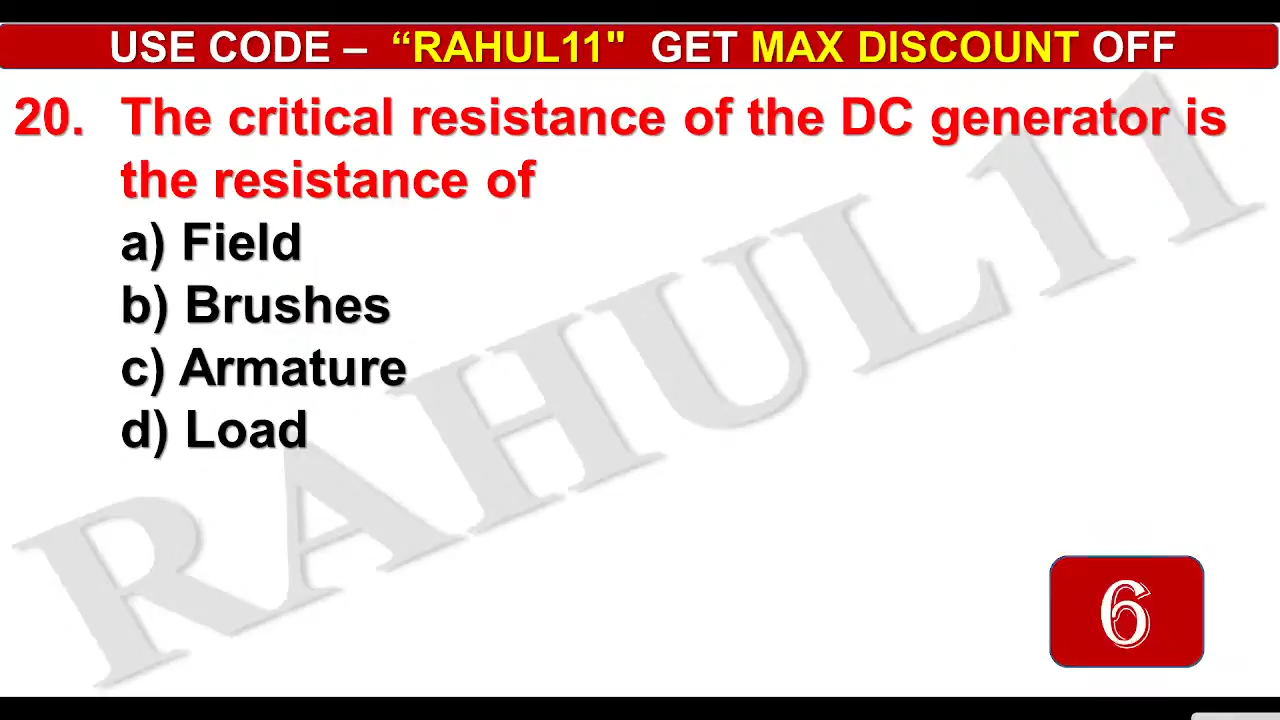 USE CODE – “RAHUL11" GET MAX DISCOUNT OFF
20. The critical resistance of the DC generator is
the resistance of
a) Field
b) Brushes
c) Armature
d) Load
RAHUL11
6